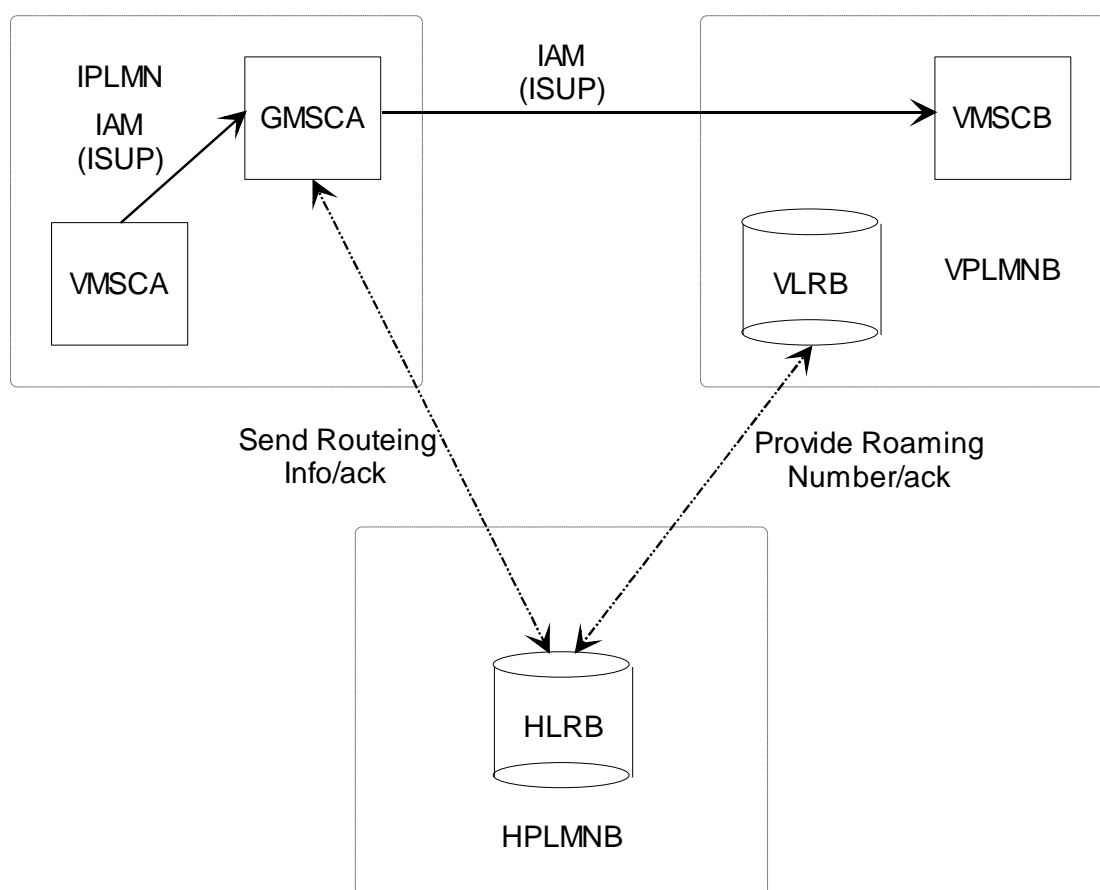 IPLMN
IAM
(ISUP)
GMSCA
VMSCA
IAM
(ISUP)
VMSCB
VLRB
VPLMNB
Send Routeing
Info/ack
Provide Roaming
Number/ack
HLRB
HPLMNB